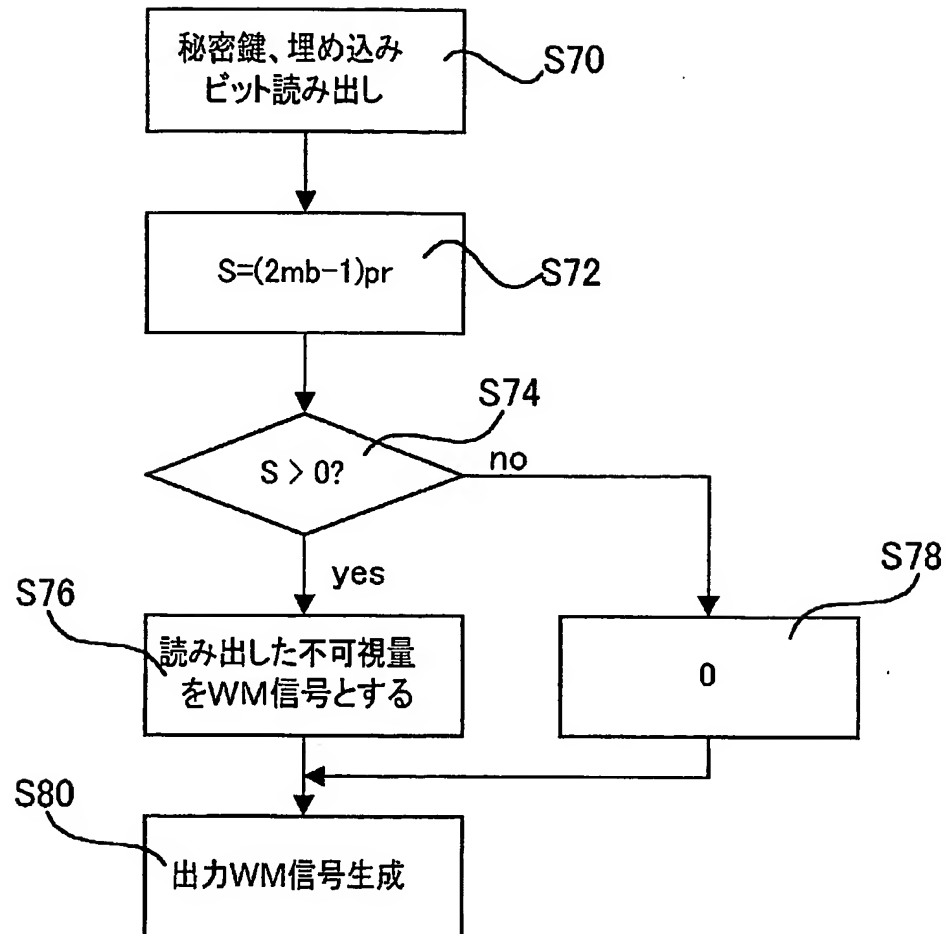 秘密鍵、埋め込み
ビット読み出し
S70
S=(2mb-1)pr
S72
S74
S > 0?
no
yes
S76
S78
読み出した不可視量
をWM信号とする
0
S80
出力WM信号生成